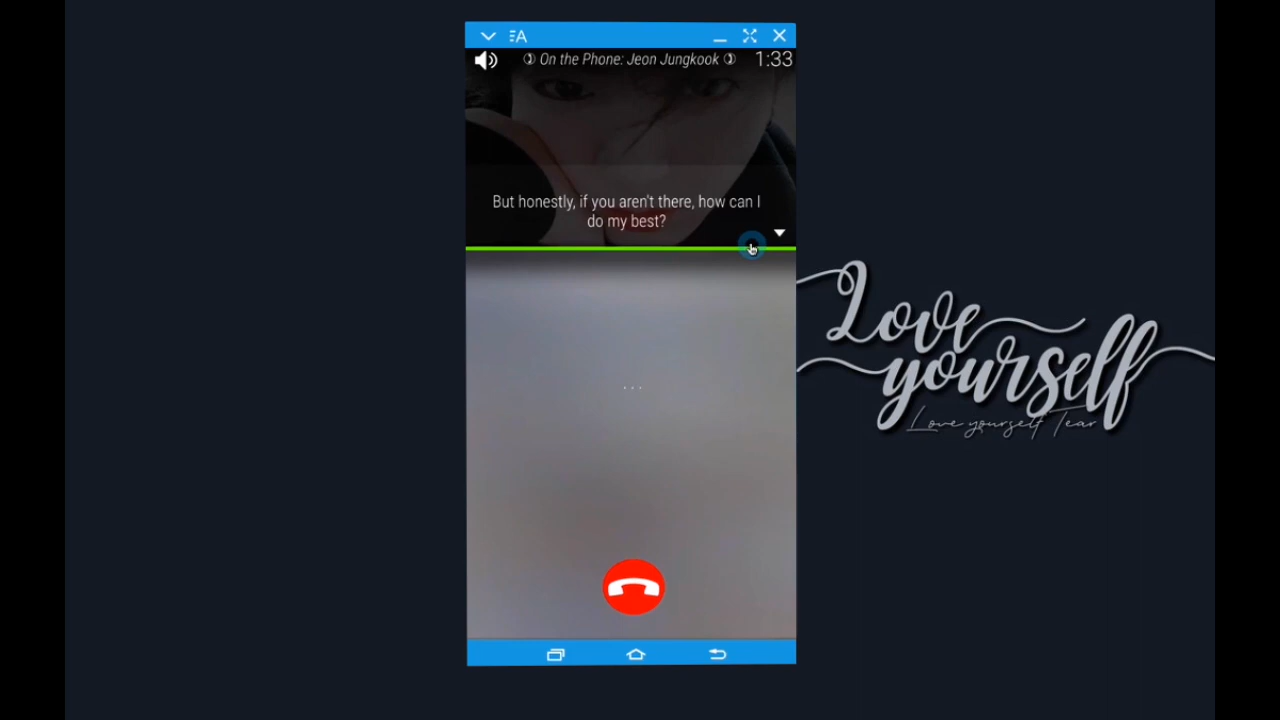 On the Phone: Jeon Jungkook
1:33
But honestly, if you aren't there, how can I
do my best?
...
Love
yourself
Love yourself Tear